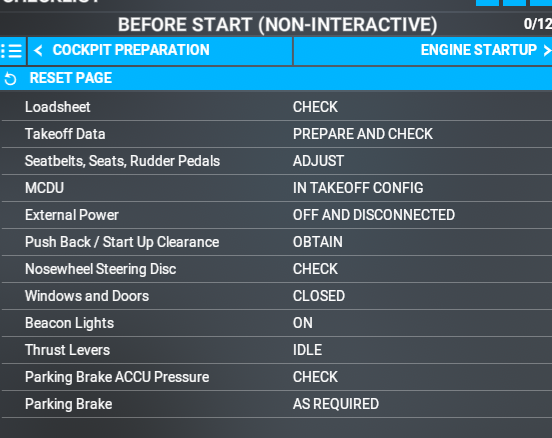 CHECKLIST
BEFORE START (NON-INTERACTIVE) 0/12
< COCKPIT PREPARATION ENGINE STARTUP >
RESET PAGE
Loadsheet CHECK
Takeoff Data PREPARE AND CHECK
Seatbelts, Seats, Rudder Pedals ADJUST
MCDU IN TAKEOFF CONFIG
External Power OFF AND DISCONNECTED
Push Back / Start Up Clearance OBTAIN
Nosewheel Steering Disc CHECK
Windows and Doors CLOSED
Beacon Lights ON
Thrust Levers IDLE
Parking Brake ACCU Pressure CHECK
Parking Brake AS REQUIRED